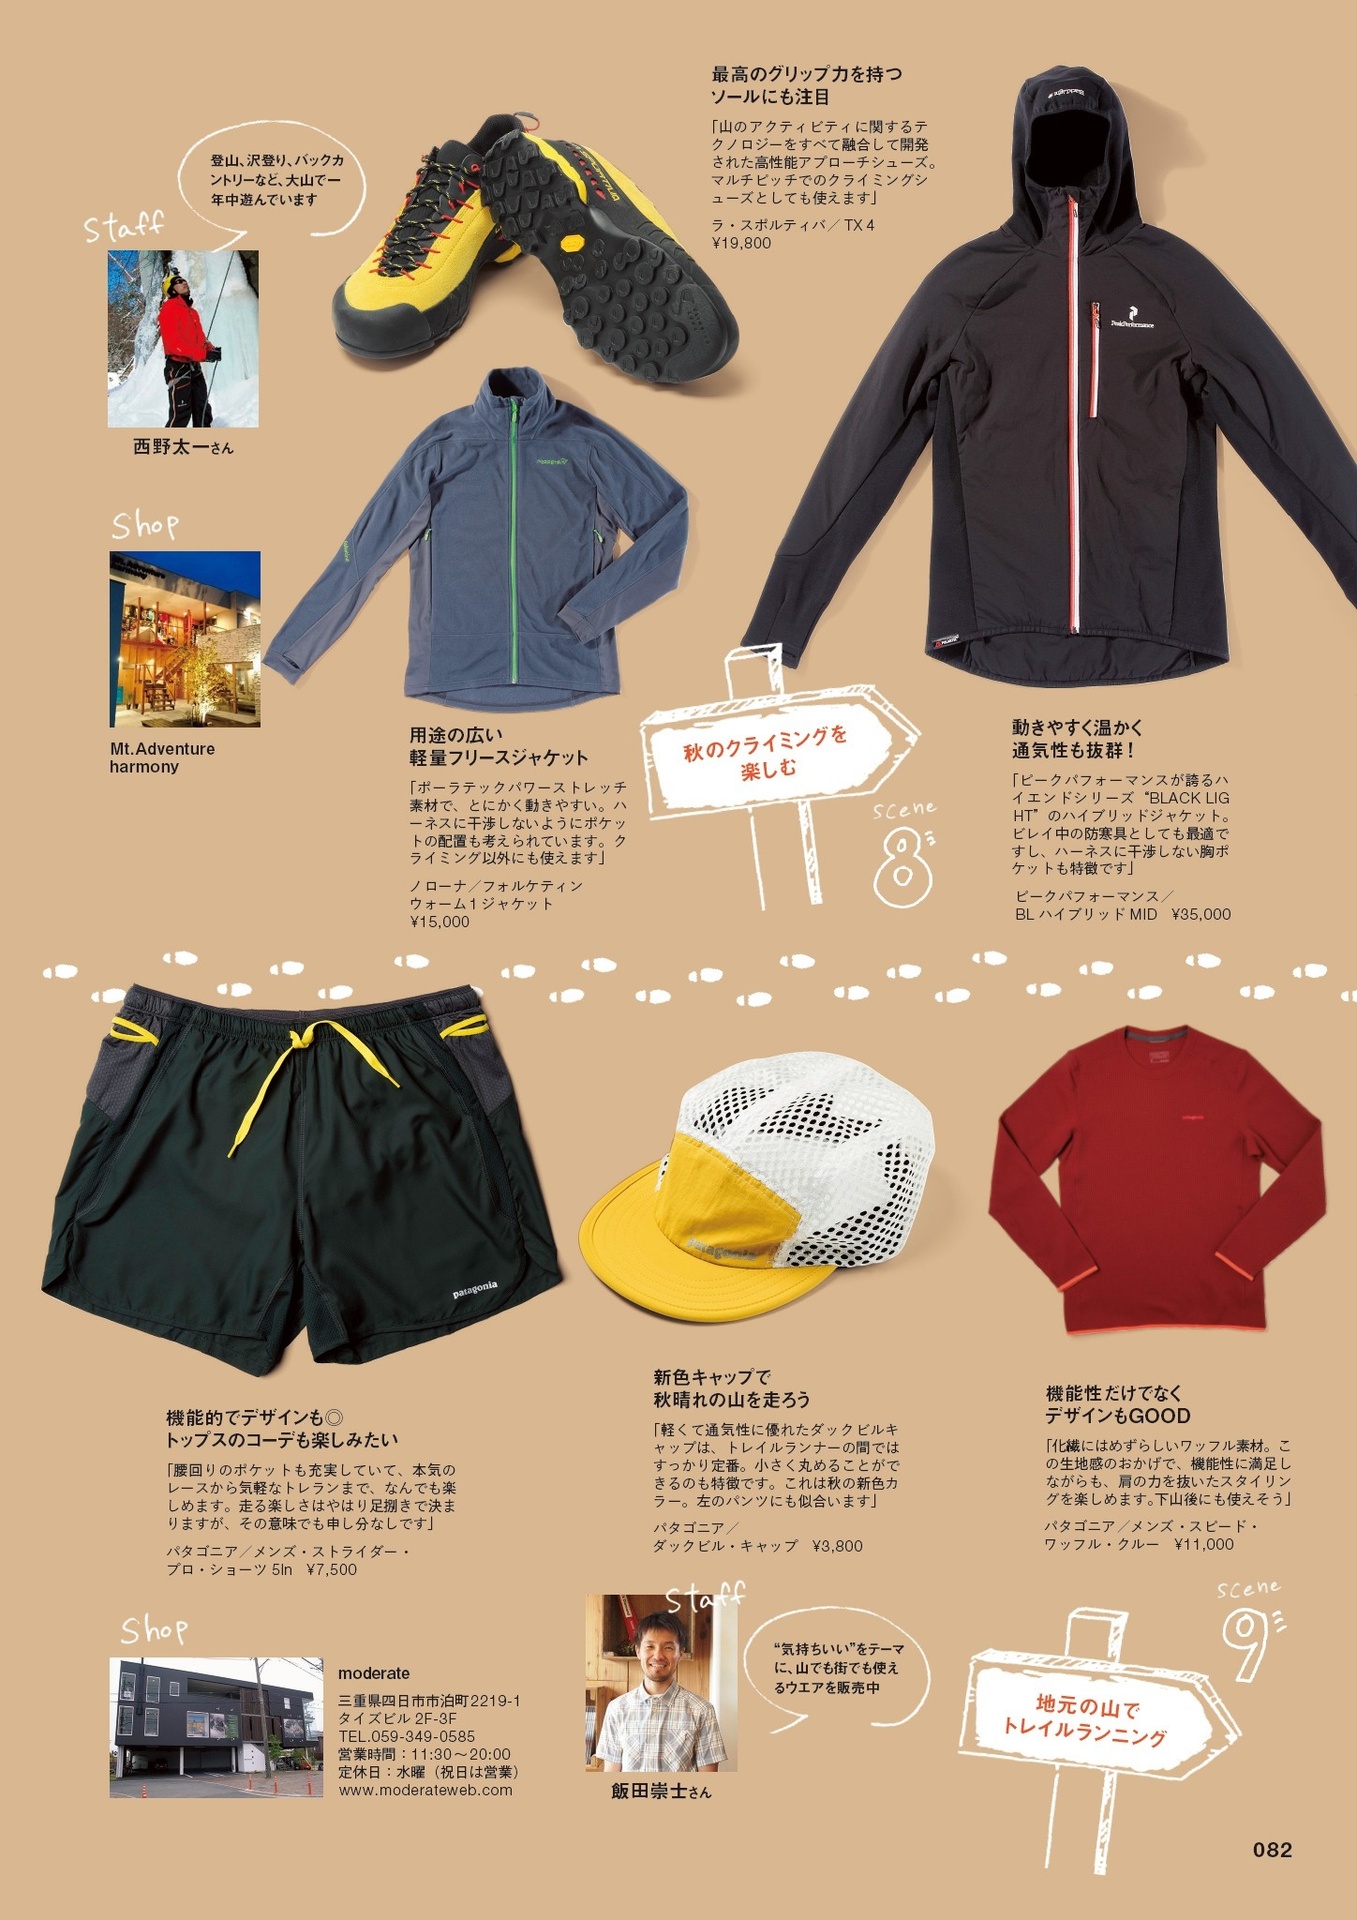 最高のグリップ力を持つ
ソールにも注目
「山のアクティビティに関するテ
クノロジーをすべて融合して開発
された高性能アプローチシューズ。
マルチピッチでのクライミングシ
ューズとしても使えます」
ラ・スポルティバ／TX 4
¥19,800
登山、沢登り、バックカ
ントリーなど、大山で一
年中遊んでいます
Staff
西野太一さん
Shop
Mt.Adventure
harmony
PeakPerformance
用途の広い
軽量フリースジャケット
「ポーラテックパワーストレッチ
素材で、とにかく動きやすい。ハ
ーネスに干渉しないようにポケッ
トの配置も考えられています。ク
ライミング以外にも使えます」
ノローナ／フォルケティン
ウォーム1 ジャケット
¥15,000
秋のクライミングを
楽しむ
scene
8
動きやすく温かく
通気性も抜群！
「ピークパフォーマンスが誇るハ
イエンドシリーズ“BLACK LIG
HT”のハイブリッドジャケット。
ビレイ中の防寒具としても最適で
すし、ハーネスに干渉しない胸ポ
ケットも特徴です」
ピークパフォーマンス／
BL ハイブリッド MID　¥35,000
patagonia
patagonia
patagonia
機能的でデザインも◎
トップスのコーデも楽しみたい
「腰回りのポケットも充実していて、本気の
レースから気軽なトレランまで、なんでも楽
しめます。走る楽しさはやはり足捌きで決ま
りますが、その意味でも申し分なしです」
パタゴニア／メンズ・ストライダー・
プロ・ショーツ 5In　¥7,500
新色キャップで
秋晴れの山を走ろう
「軽くて通気性に優れたダックビルキ
ャップは、トレイルランナーの間では
すっかり定番。小さく丸めることがで
きるのも特徴です。これは秋の新色カ
ラー。左のパンツにも似合います」
パタゴニア／
ダックビル・キャップ　¥3,800
機能性だけでなく
デザインもGOOD
「化繊にはめずらしいワッフル素材。こ
の生地感のおかげで、機能性に満足し
ながらも、肩の力を抜いたスタイリン
グを楽しめます。下山後にも使えそう」
パタゴニア／メンズ・スピード・
ワッフル・クルー　¥11,000
Shop
moderate
三重県四日市市泊町2219-1
タイズビル 2F-3F
TEL.059-349-0585
営業時間：11:30〜20:00
定休日：水曜（祝日は営業）
www.moderateweb.com
Staff
飯田崇士さん
“気持ちいい”をテーマ
に、山でも街でも使え
るウエアを販売中
scene
9
地元の山で
トレイルランニング
082